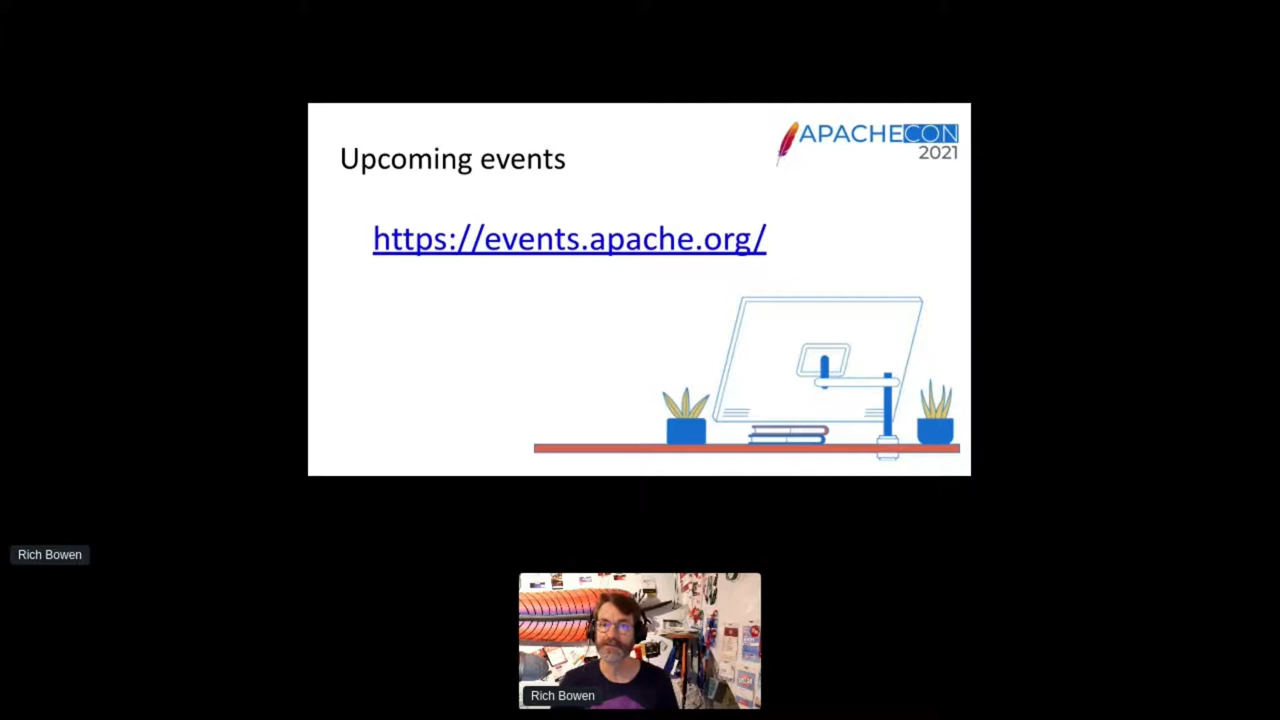 APACHECON
2021
Upcoming events
https://events.apache.org/
Rich Bowen
Rich Bowen